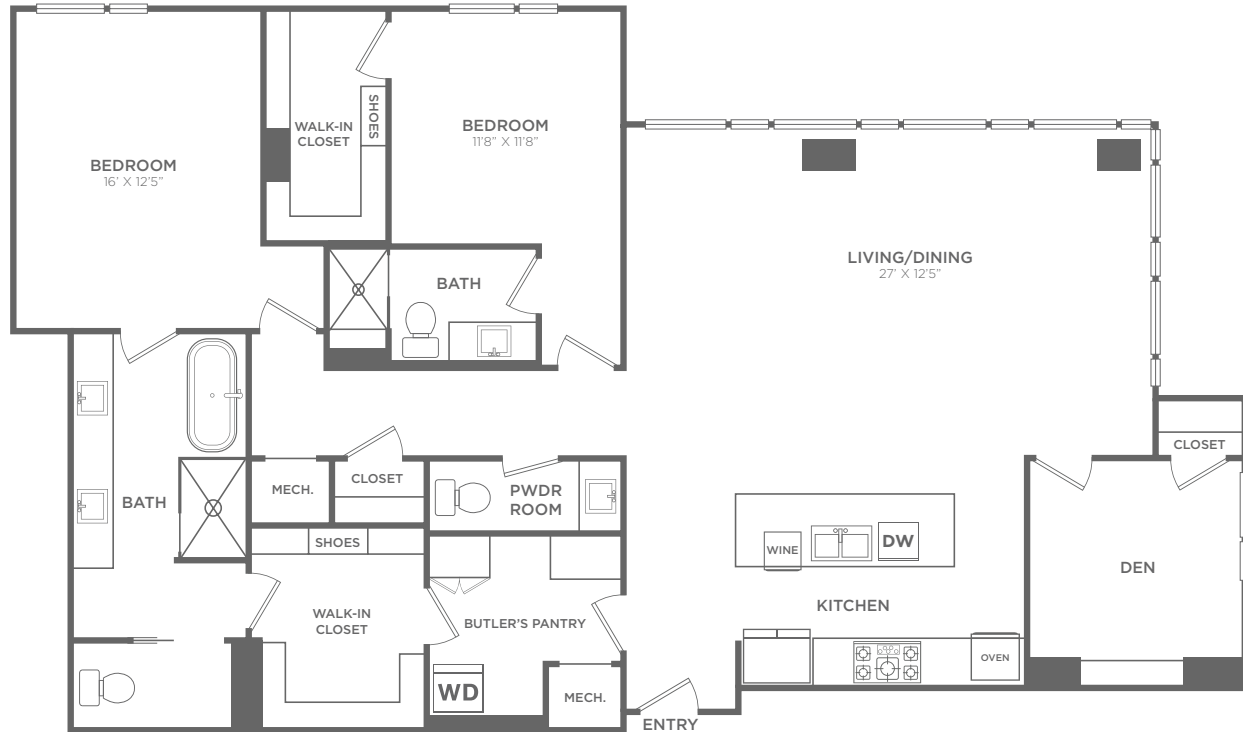 BEDROOM
16’ X 12’5”
WALK-IN
CLOSET
SHOES
BEDROOM
11’8” X 11’8”
BATH
LIVING/DINING
27’ X 12’5”
CLOSET
BATH
MECH.
CLOSET
PWDR
ROOM
SHOES
WALK-IN
CLOSET
BUTLER’S PANTRY
WD
MECH.
WINE
DW
KITCHEN
OVEN
DEN
ENTRY